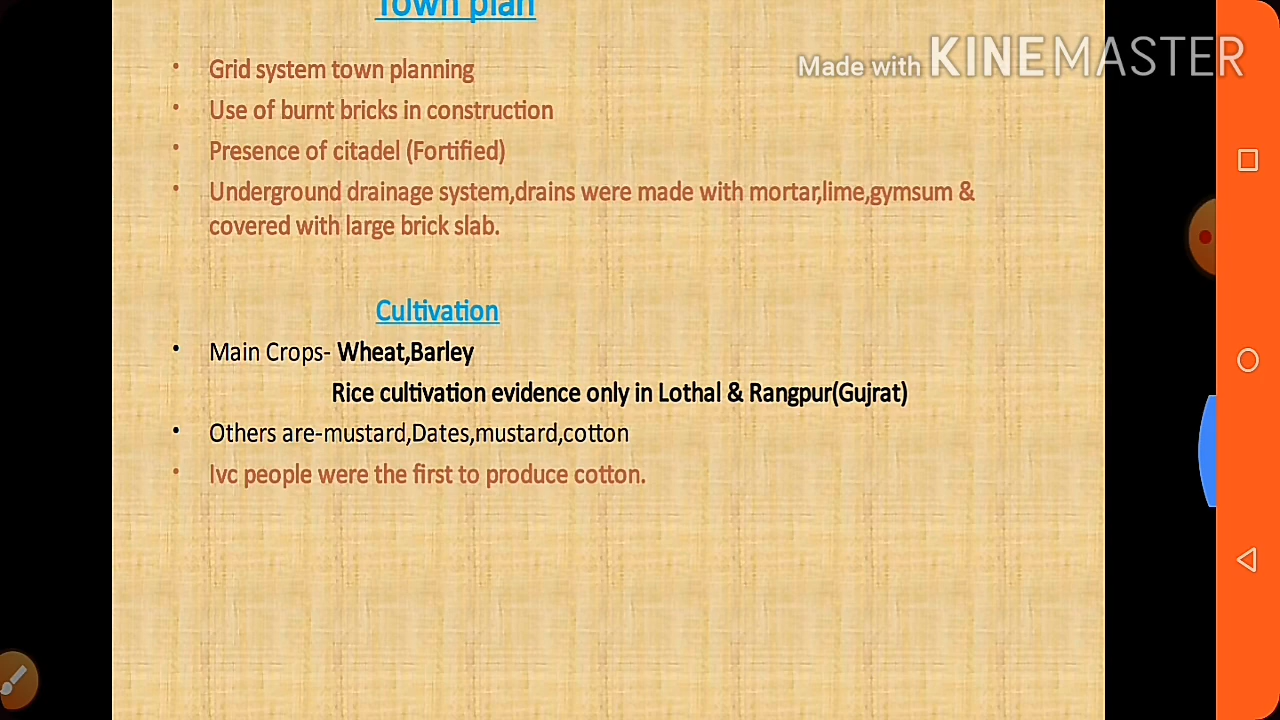 Town plan
Made with KINEMASTER
• Grid system town planning
• Use of burnt bricks in construction
• Presence of citadel (Fortified)
• Underground drainage system,drains were made with mortar,lime,gymsum &
covered with large brick slab.
Cultivation
• Main Crops- Wheat,Barley
Rice cultivation evidence only in Lothal & Rangpur(Gujrat)
• Others are-mustard,Dates,mustard,cotton
• Ivc people were the first to produce cotton.